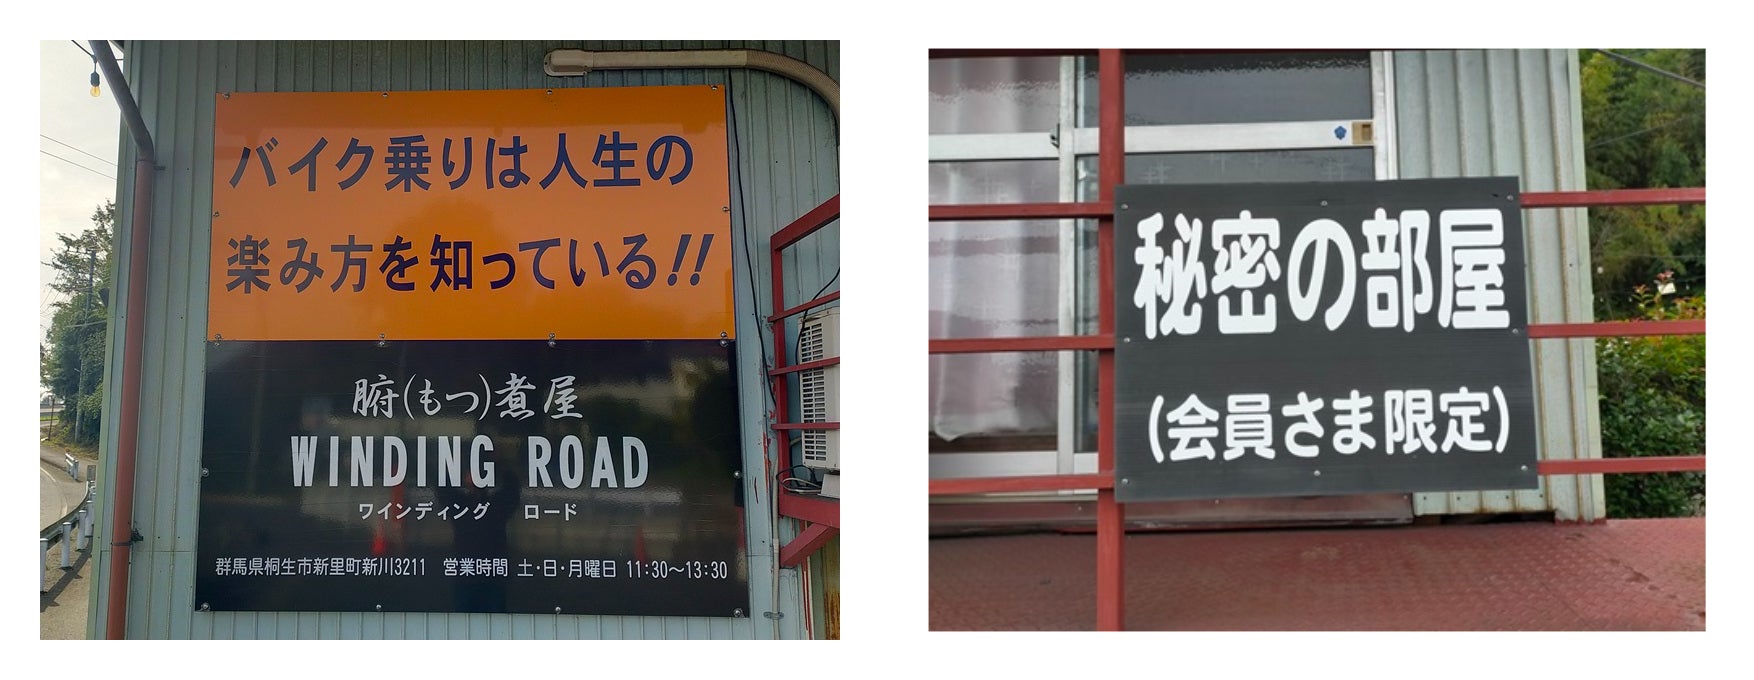 バイク乗りは人生の
楽み方を知っている!!
腑(もつ)煮屋
WINDING ROAD
ワインディング ロード
群馬県桐生市新里町新川3211 営業時間 土・日・月曜日 11:30～13:30
秘密の部屋
(会員さま限定)